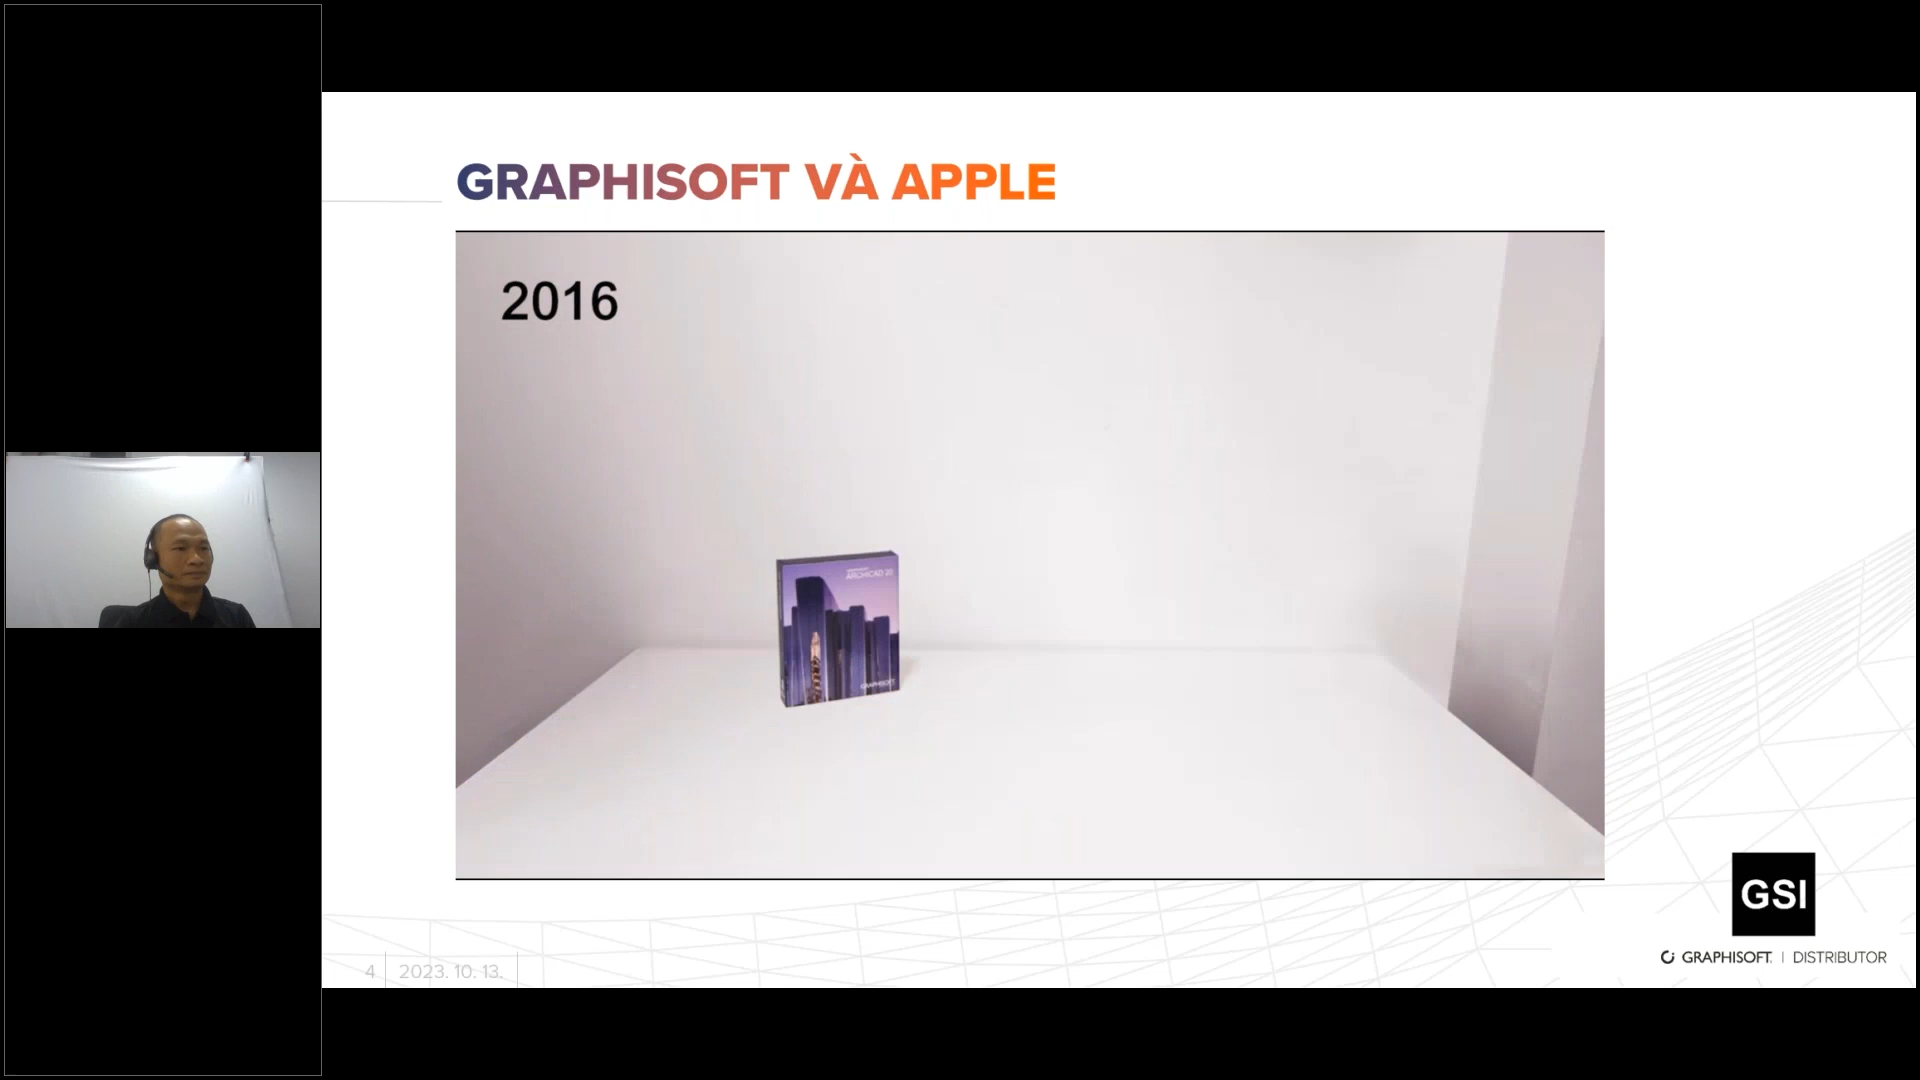 GRAPHISOFT VÀ APPLE
2016
ARCHICAD 20
GRAPHISOFT
GSI
GRAPHISOFT. | DISTRIBUTOR
4
2023. 10. 13.